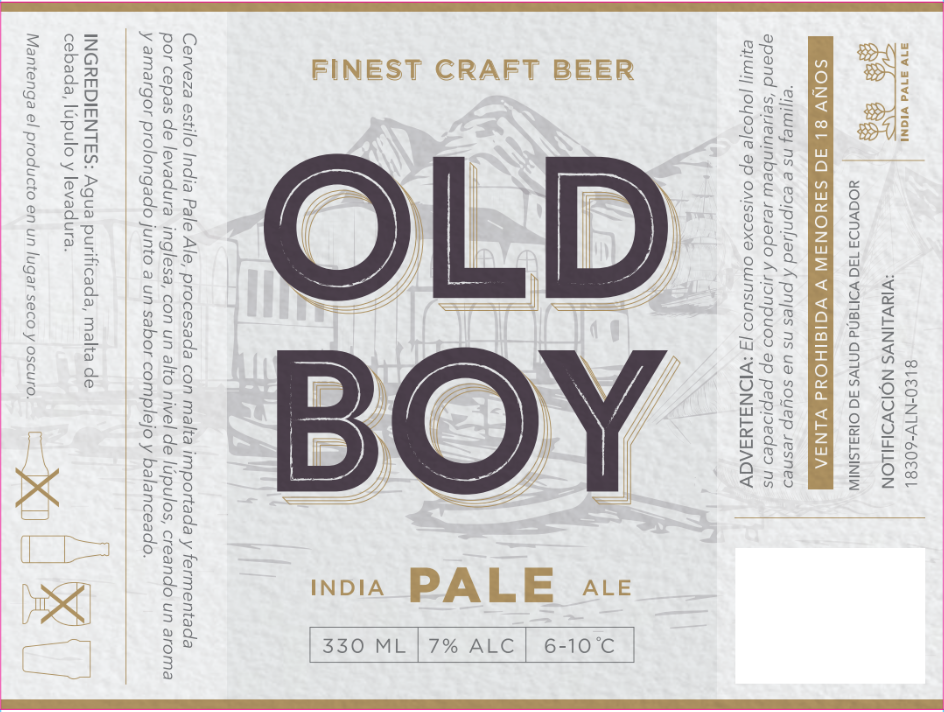 FINEST CRAFT BEER
OLD
BOY
INDIA PALE ALE
330 ML 7% ALC 6-10°C
Cerveza estilo India Pale Ale, procesada con malta importada y fermentada
por cepas de levadura inglesa, con un alto nivel de lúpulos, creando un aroma
y amargor prolongado junto a un sabor complejo y balanceado.
INGREDIENTES: Agua purificada, malta de
cebada, lúpulo y levadura.
Mantenga el producto en un lugar seco y oscuro.
ADVERTENCIA: El consumo excesivo de alcohol limita
su capacidad de conducir y operar maquinarias, puede
causar daños en su salud y perjudica a su familia.
VENTA PROHIBIDA A MENORES DE 18 AÑOS
MINISTERIO DE SALUD PÚBLICA DEL ECUADOR
NOTIFICACIÓN SANITARIA:
18309-ALN-0318
INDIA PALE ALE